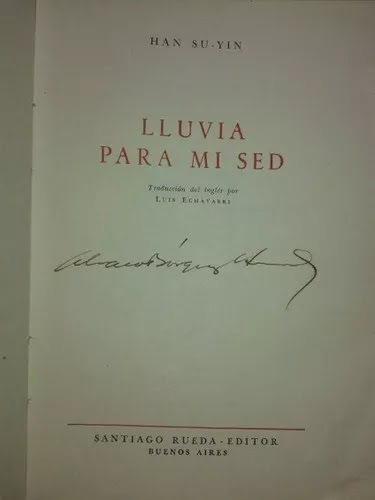 HAN SU-YIN
LLUVIA
PARA MI SED
Traducción del inglés por
LUIS ECHAVARRI
SANTIAGO RUEDA - EDITOR
BUENOS AIRES